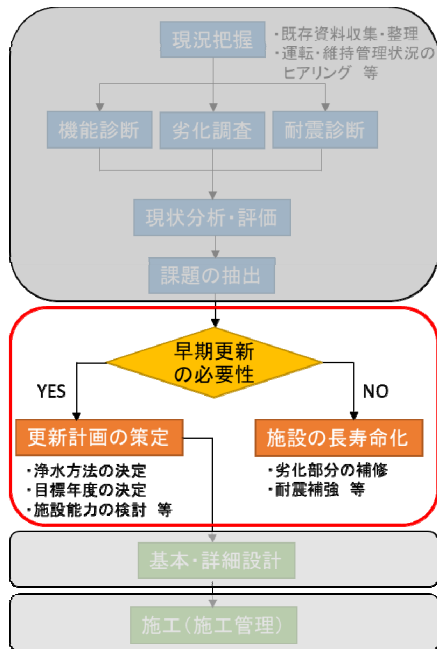 現況把握
・既存資料収集・整理
・運転・維持管理状況の
ヒアリング 等
機能診断
劣化調査
耐震診断
現状分析・評価
課題の抽出
早期更新
の必要性
YES
NO
更新計画の策定
・浄水方法の決定
・目標年度の決定
・施設能力の検討 等
施設の長寿命化
・劣化部分の補修
・耐震補強 等
基本・詳細設計
施工(施工管理)